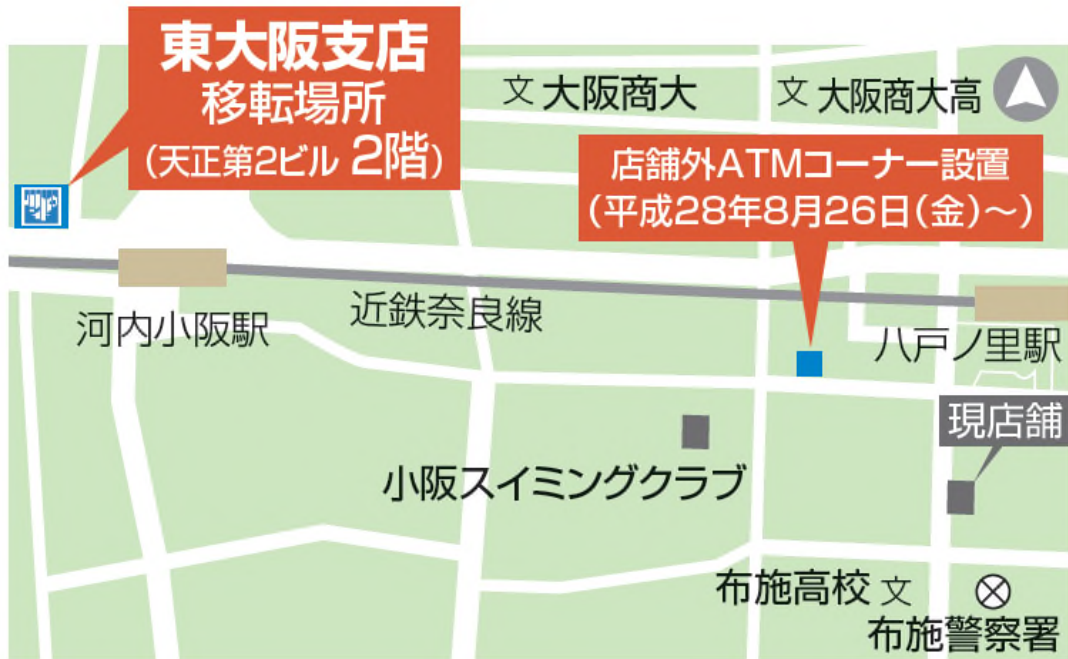 東大阪支店
移転場所
(天正第2ビル 2階)
文 大阪商大
文 大阪商大高
店舗外ATMコーナー設置
(平成28年8月26日(金)～)
河内小阪駅
近鉄奈良線
八戸ノ里駅
現店舗
小阪スイミングクラブ
布施高校 文
布施警察署